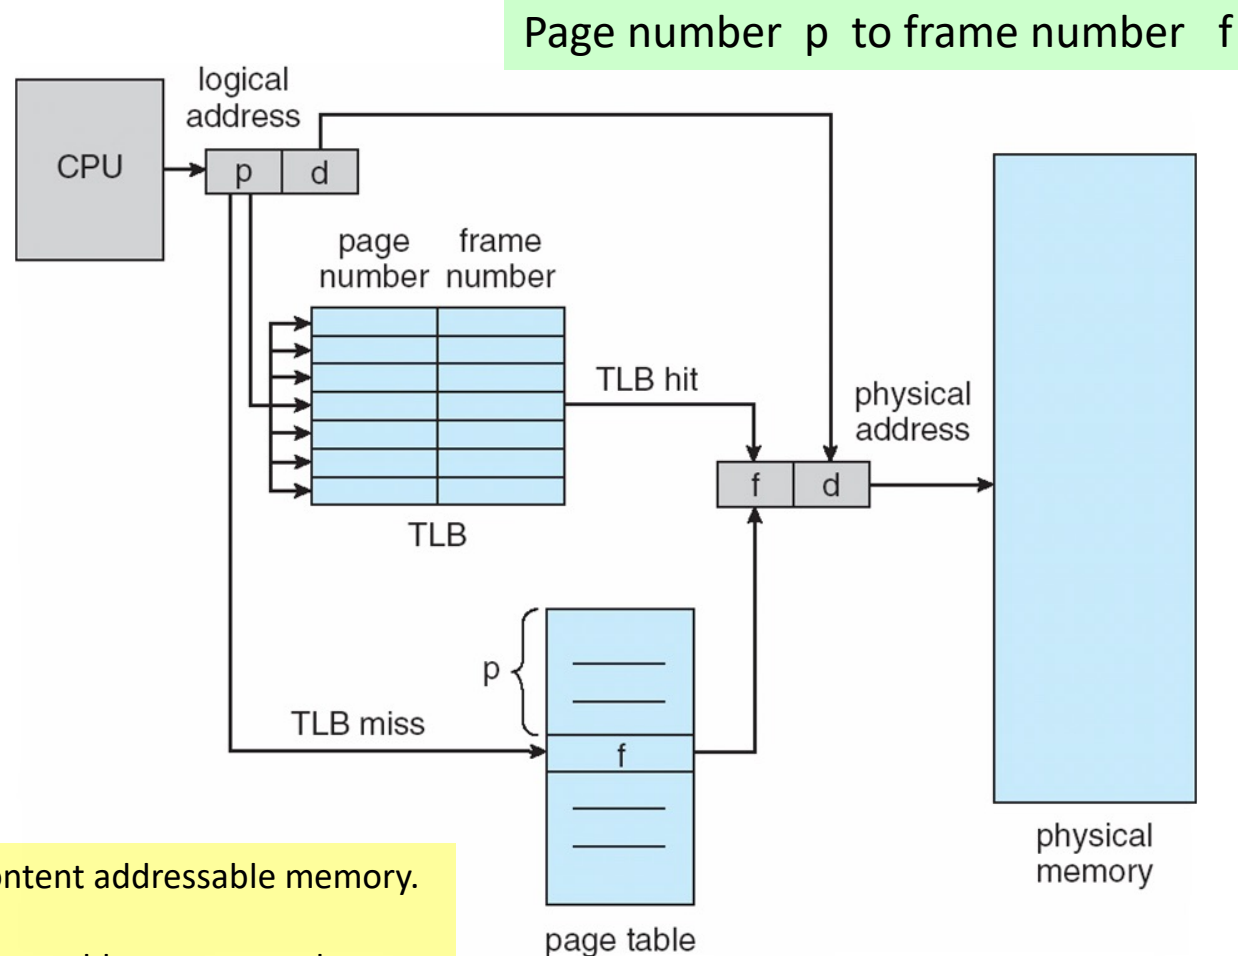 Page number p to frame number f
logical
address
CPU
p d
page frame
number number
TLB hit
physical
address
f d
TLB
p
TLB miss
f
physical
memory
content addressable memory.
page table